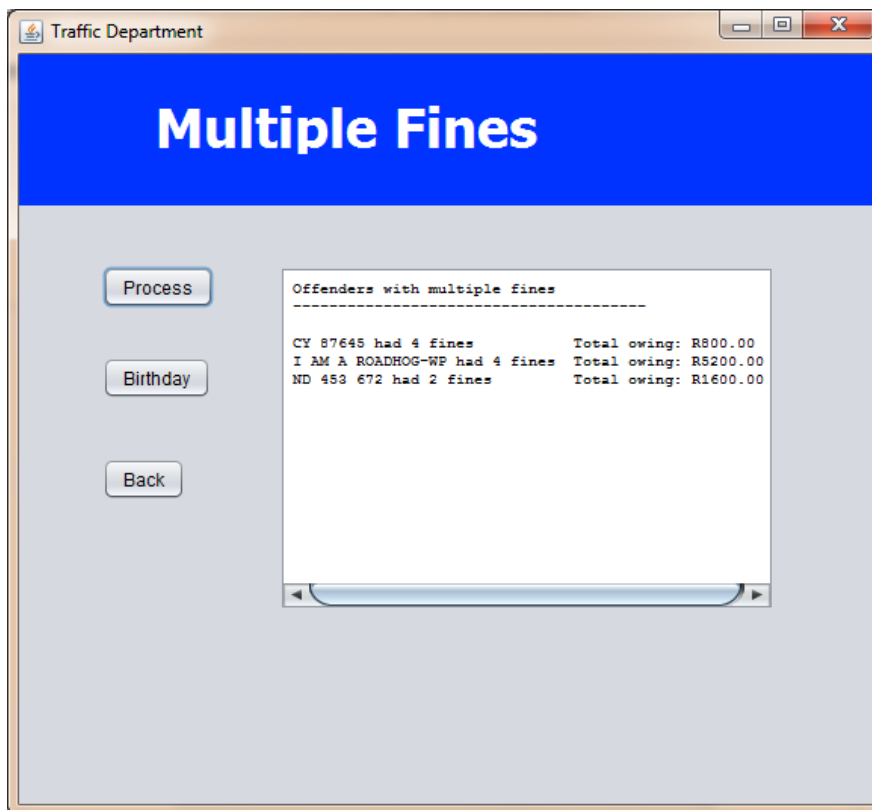 Traffic Department
Multiple Fines
Process
Birthday
Back
Offenders with multiple fines
---------------------------------------
CY 87645 had 4 fines Total owing: R800.00
I AM A ROADHOG-WP had 4 fines Total owing: R5200.00
ND 453 672 had 2 fines Total owing: R1600.00